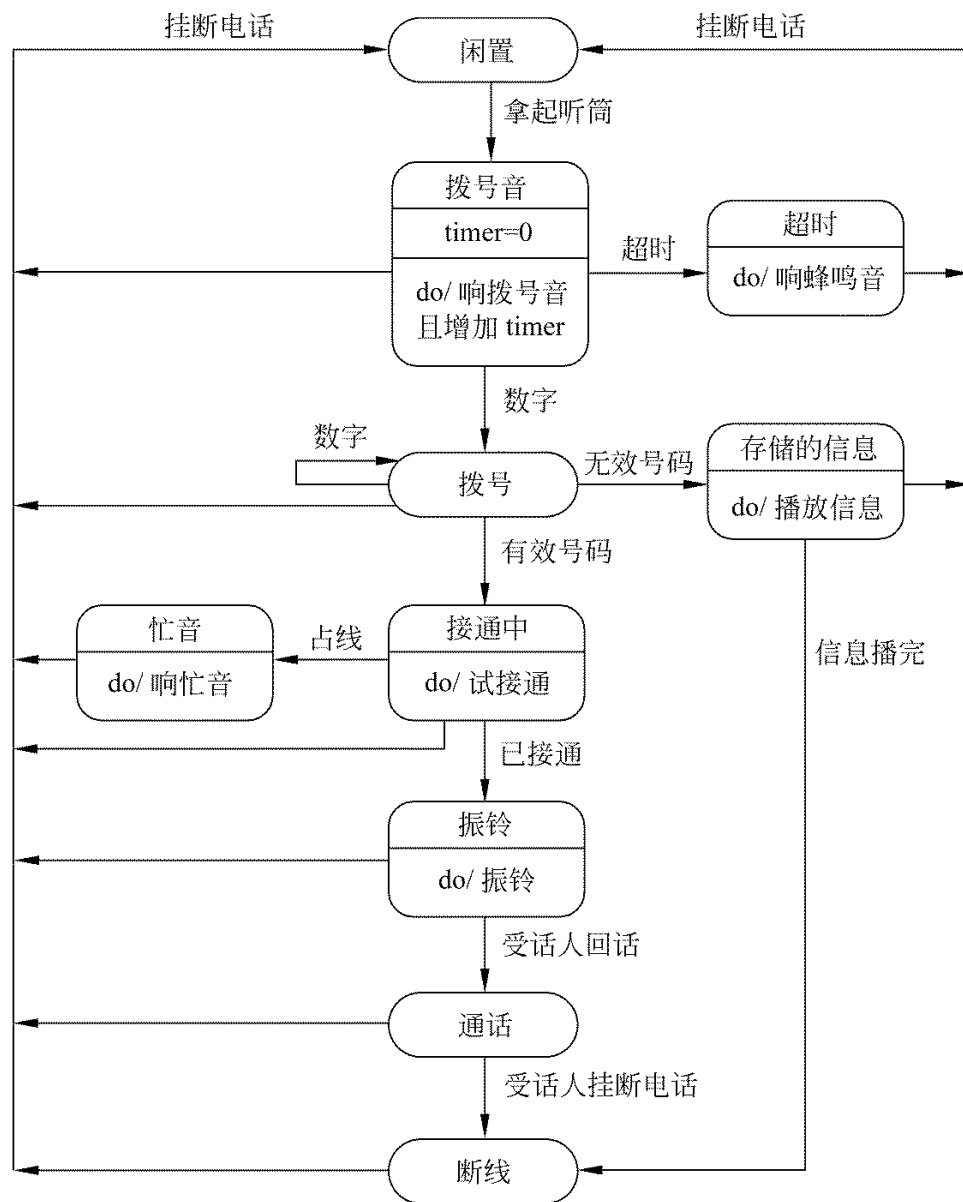 挂断电话
闲置
挂断电话
拿起听筒
拨号音
timer=0
do/ 响拨号音
且增加 timer
超时
超时
do/ 响蜂鸣音
数字
数字
拨号
无效号码
存储的信息
do/ 播放信息
有效号码
忙音
do/ 响忙音
占线
接通中
do/ 试接通
信息播完
已接通
振铃
do/ 振铃
受话人回话
通话
受话人挂断电话
断线